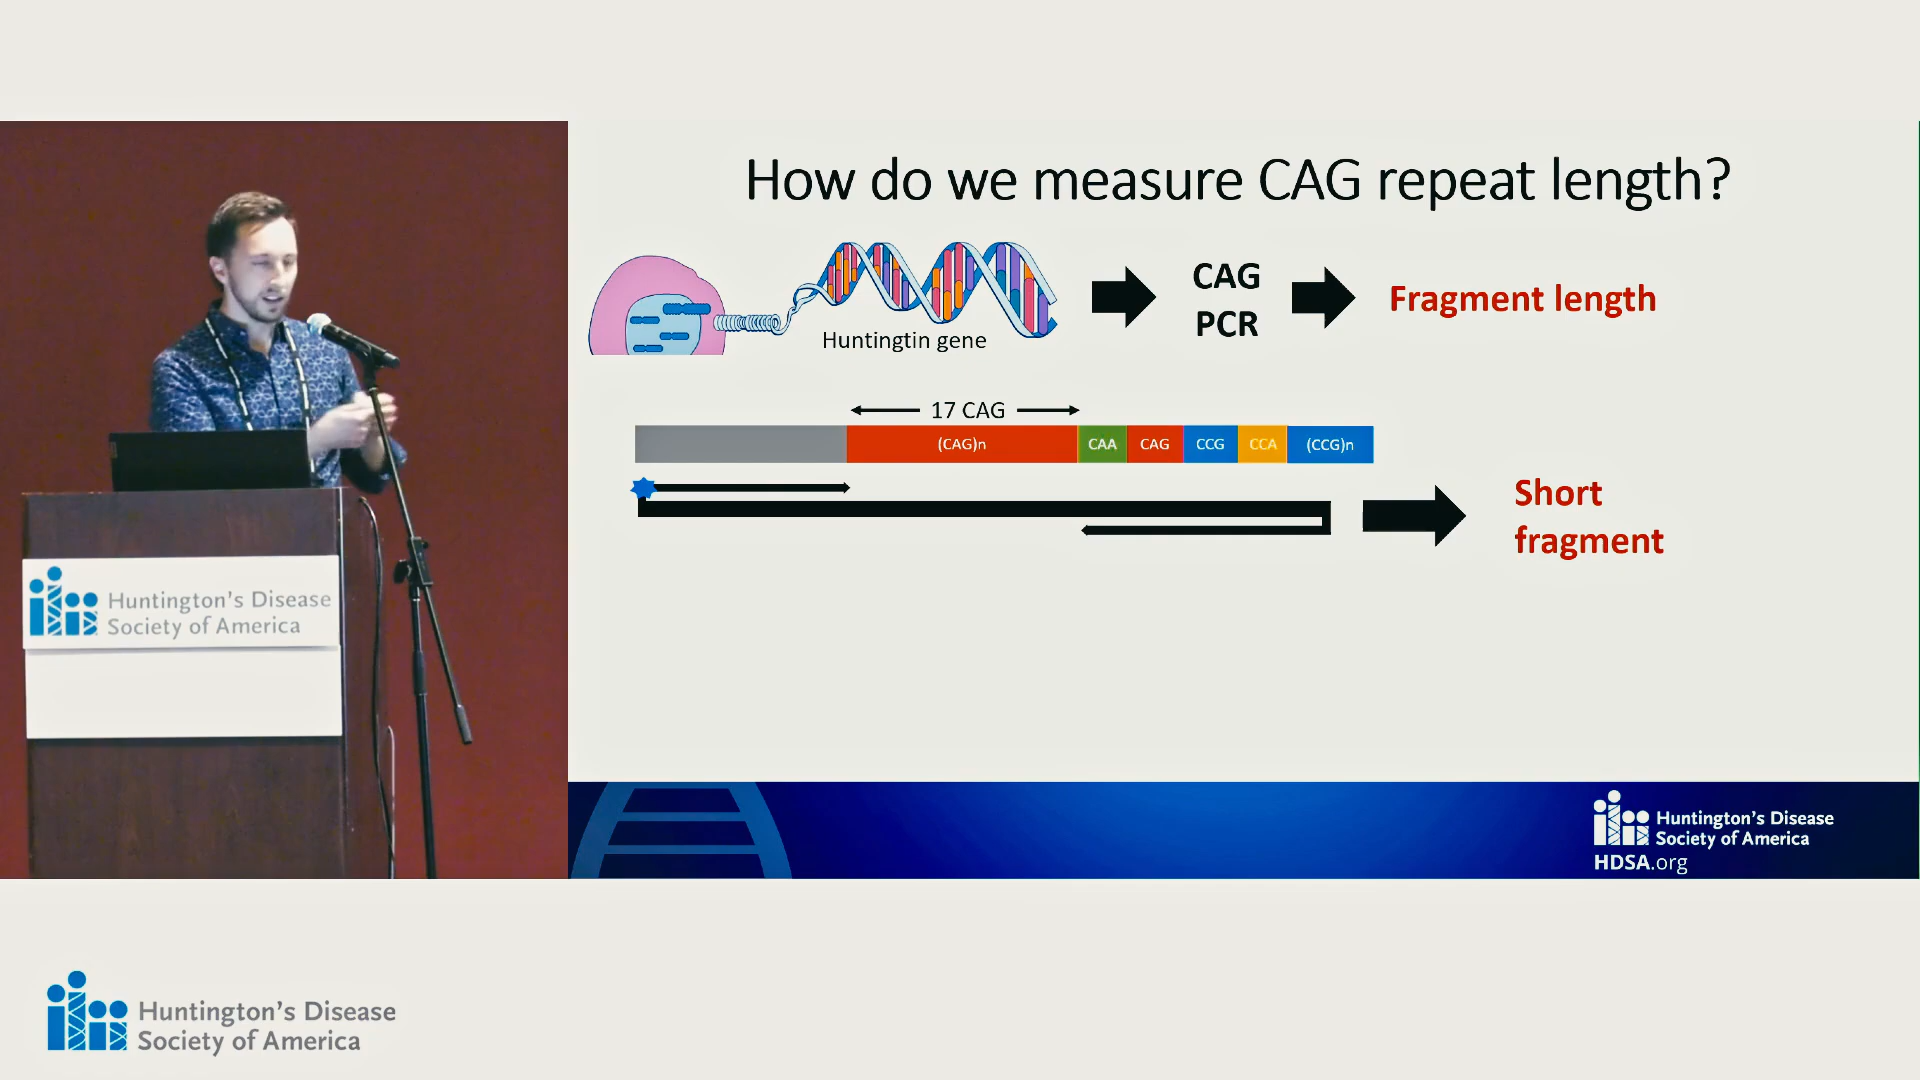 How do we measure CAG repeat length?
Huntingtin gene
CAG
PCR
Fragment length
17 CAG
(CAG)n CAA CAG CCG CCA (CCG)n
Short
fragment
Huntington's Disease
Society of America
Huntington's Disease
Society of America
HDSA.org
Huntington's Disease
Society of America